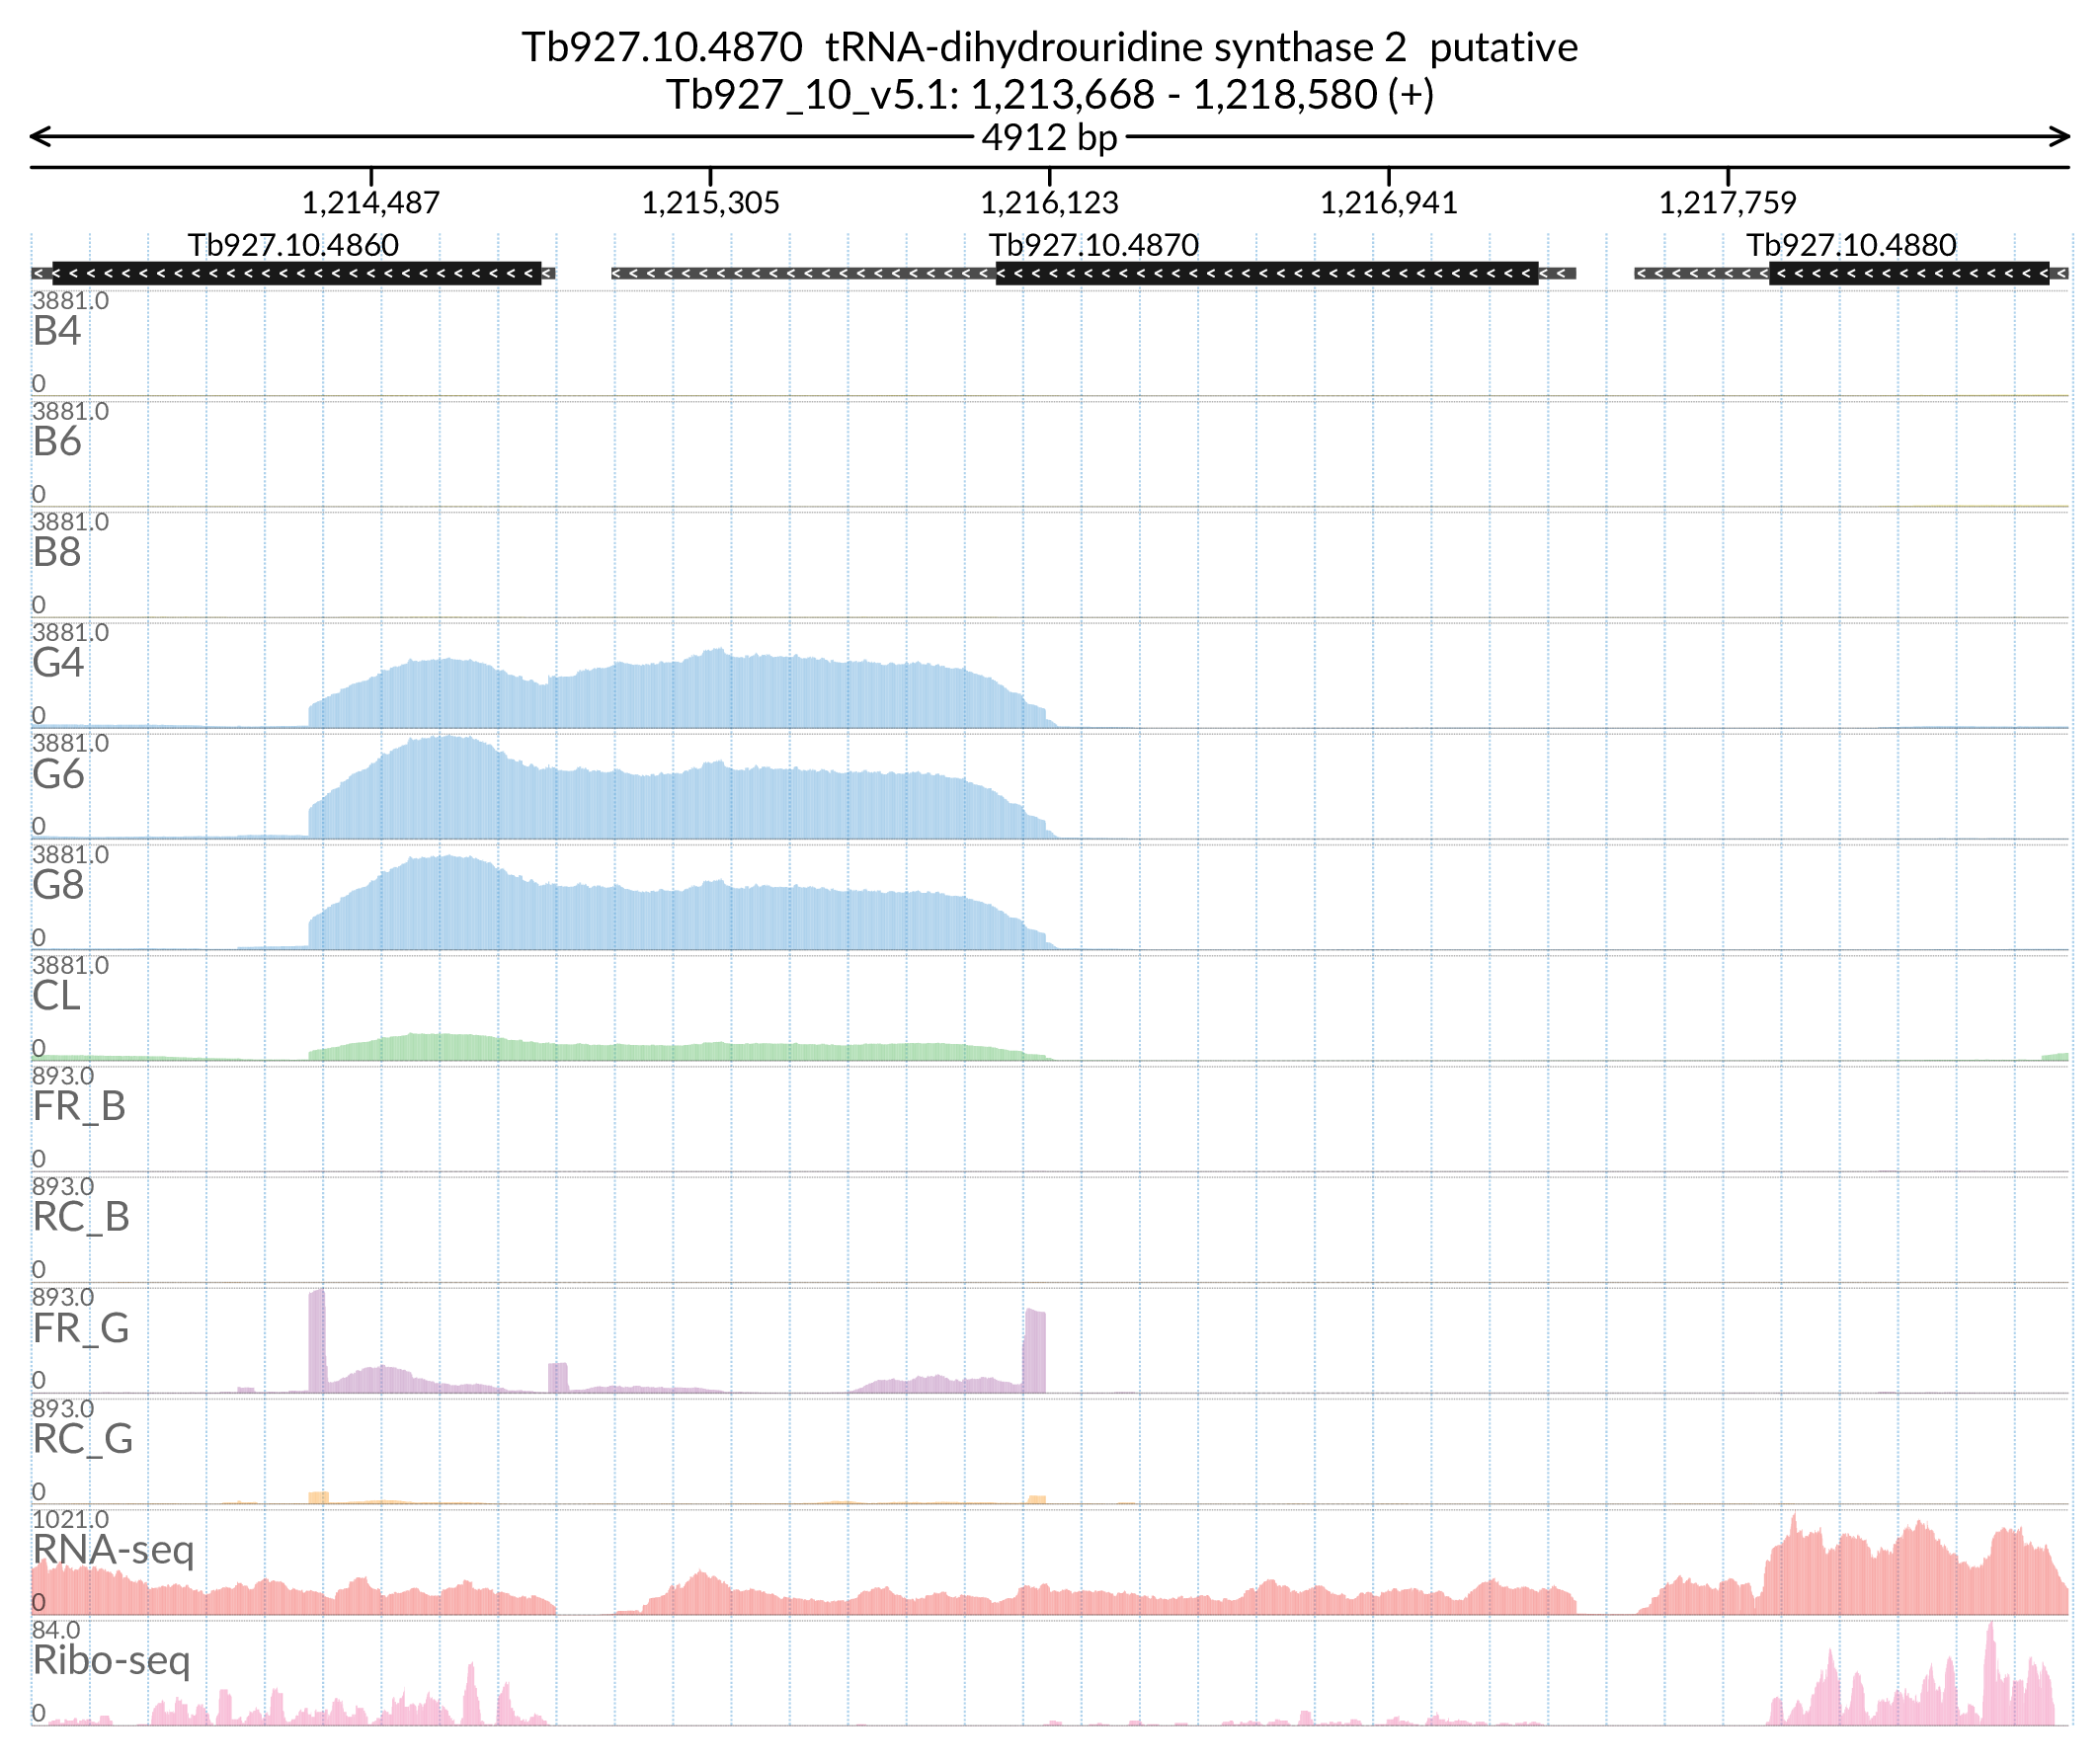 Tb927.10.4870 tRNA-dihydrouridine synthase 2 putative
Tb927_10_v5.1: 1,213,668 - 1,218,580 (+)
4912 bp
1,214,487 1,215,305 1,216,123 1,216,941 1,217,759
Tb927.10.4860 Tb927.10.4870 Tb927.10.4880
3881.0
B4
0
3881.0
B6
0
3881.0
B8
0
3881.0
G4
0
3881.0
G6
0
3881.0
G8
0
3881.0
CL
0
893.0
FR_B
0
893.0
RC_B
0
893.0
FR_G
0
893.0
RC_G
0
1021.0
RNA-seq
0
84.0
Ribo-seq
0